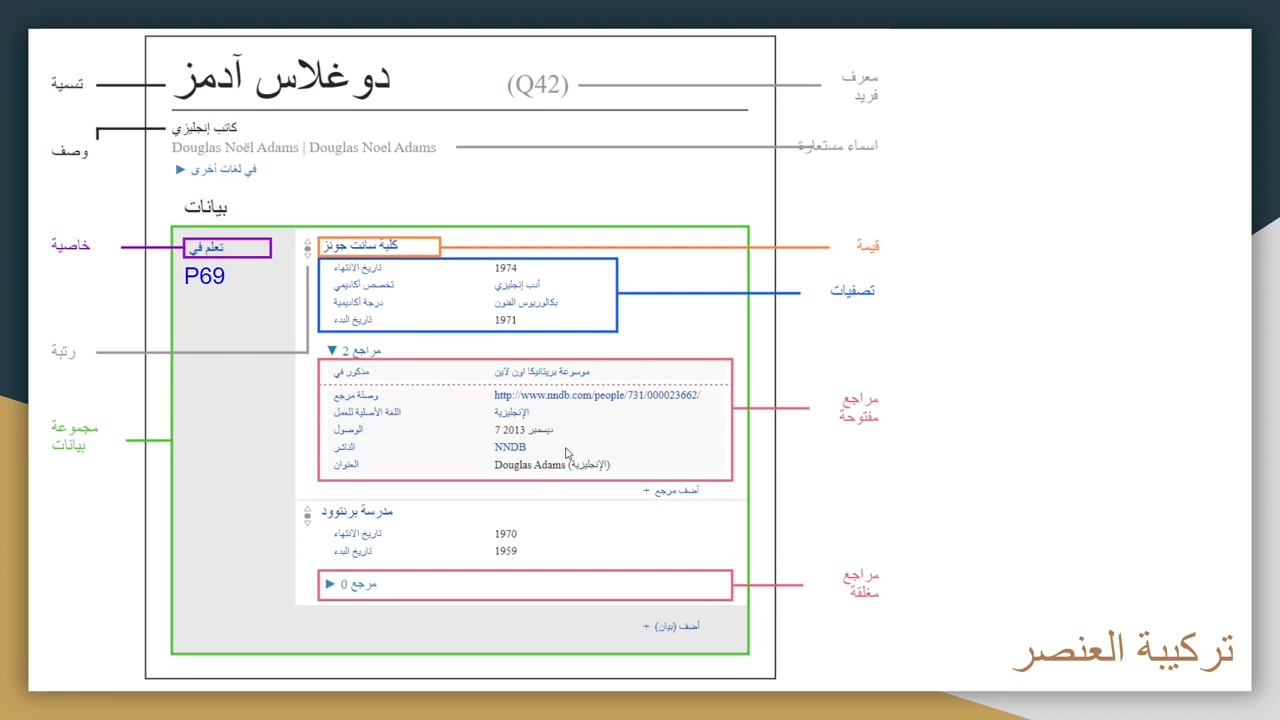 دوغلاس آدمز
(Q42)
تسمية
معرف
فريد
كاتب إنجليزي
وصف
Douglas Noël Adams | Douglas Noel Adams
اسماء مستعارة
في لغات أخرى
بيانات
خاصية
تعلم في
P69
كلية سانت جونز
قيمة
تاريخ الانتهاء 1974
تخصص أكاديمي أدب إنجليزي
درجة أكاديمية بكالوريوس الفنون
تاريخ البدء 1971
تصفيات
رتبة
2 مراجع
مذكور في موسوعة بريتانيكا اون لاين
وصلة مرجع http://www.nndb.com/people/731/000023662/
اللغة الأصلية للعمل الإنجليزية
الوصول 7 ديسمبر 2013
الناشر NNDB
العنوان Douglas Adams (الإنجليزية)
مراجع
مفتوحة
مجموعة
بيانات
أضف مرجع +
مدرسة برنتوود
تاريخ الانتهاء 1970
تاريخ البدء 1959
0 مرجع
مراجع
مغلقة
أضف (بيان) +
تركيبة العنصر